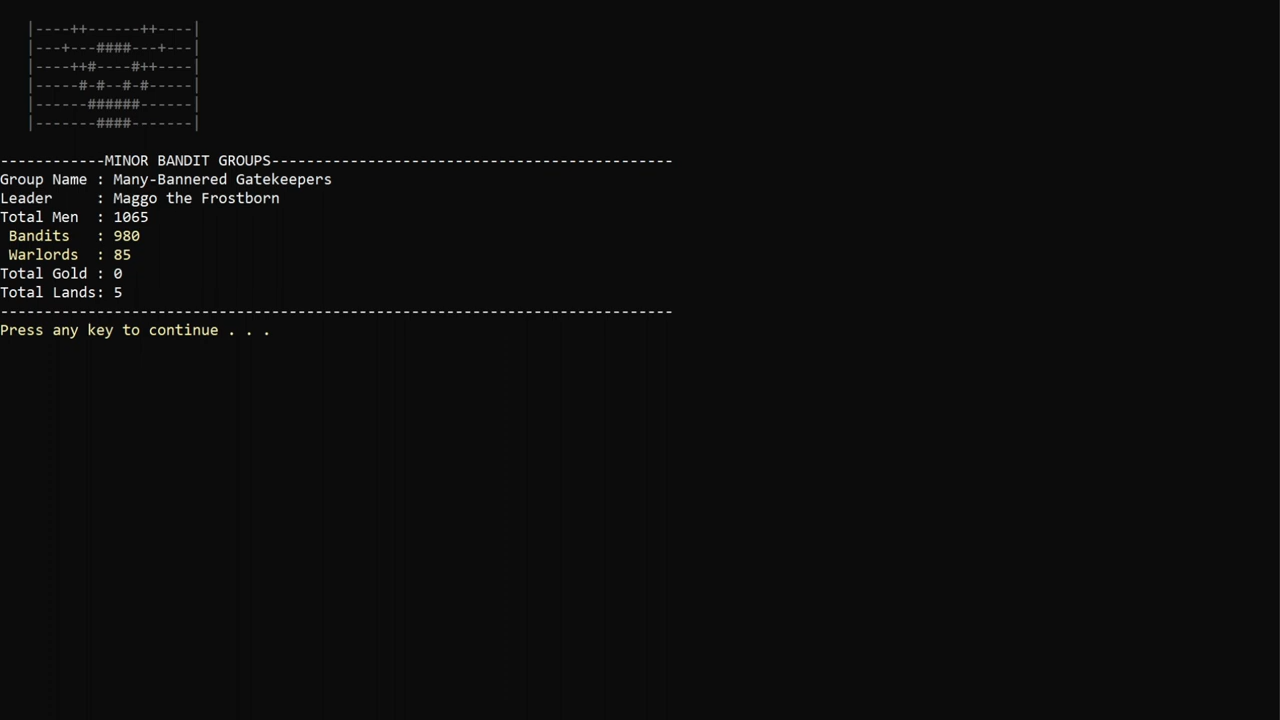 |----++------++----|
|---+---####---+---|
|----++#----#++----|
|-----#-#--#-#-----|
|------######------|
|-------####-------|
------------MINOR BANDIT GROUPS----------------------------------------------
Group Name : Many-Bannered Gatekeepers
Leader     : Maggo the Frostborn
Total Men  : 1065
 Bandits   : 980
 Warlords  : 85
Total Gold : 0
Total Lands: 5
-----------------------------------------------------------------------------
Press any key to continue . . .